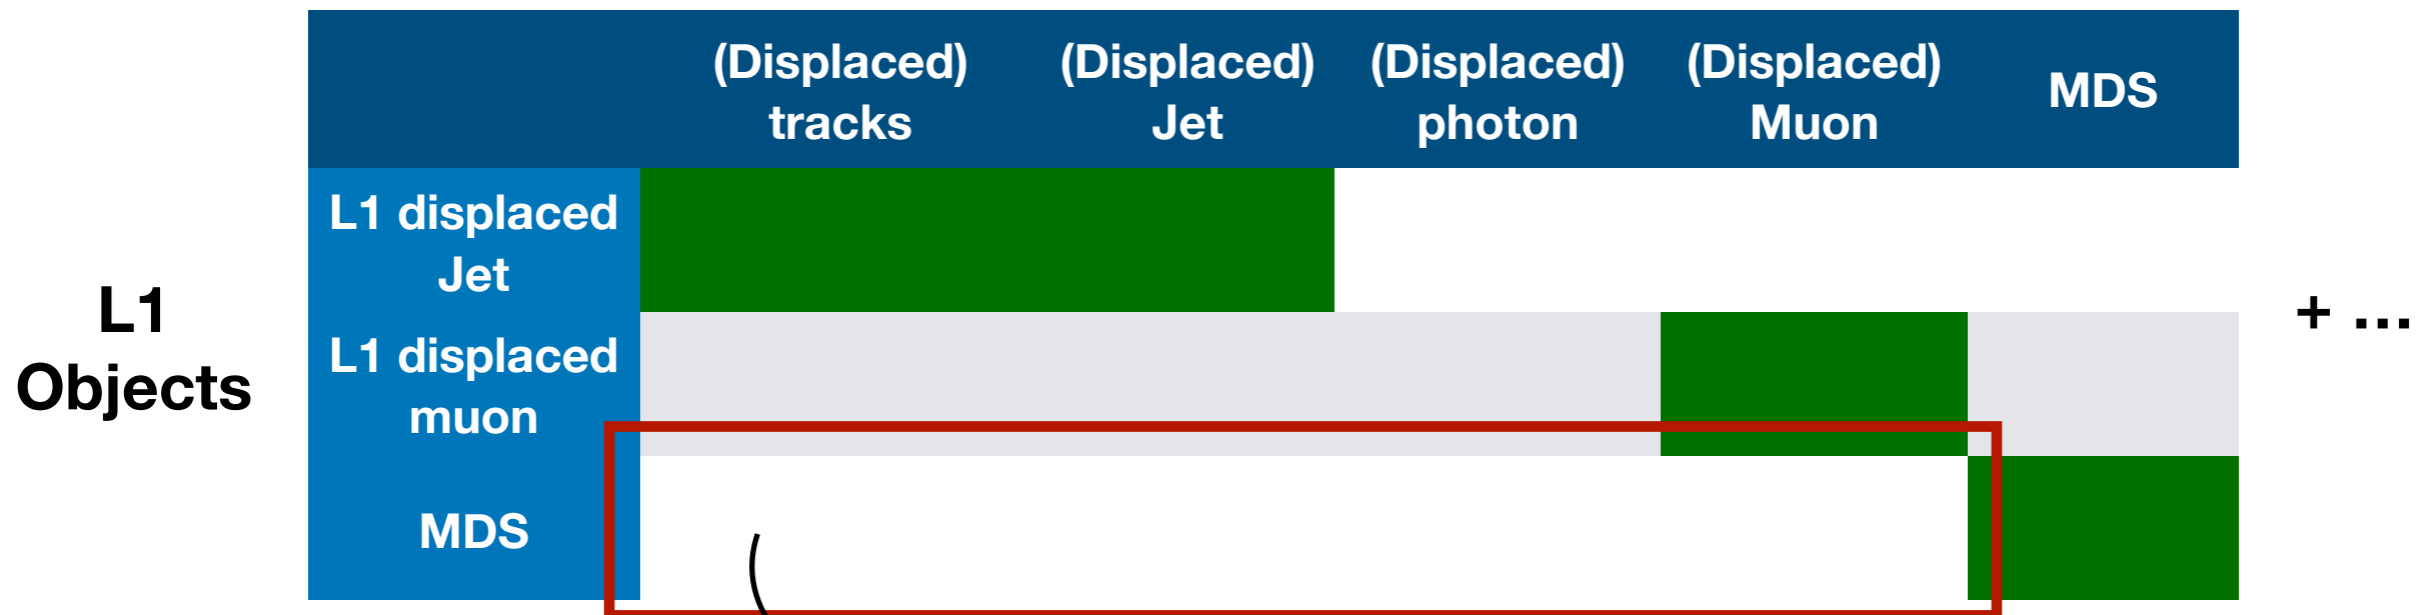 (Displaced)
tracks
(Displaced)
Jet
(Displaced)
photon
(Displaced)
Muon
MDS
L1
Objects
L1 displaced
Jet
L1 displaced
muon
MDS
+ ...